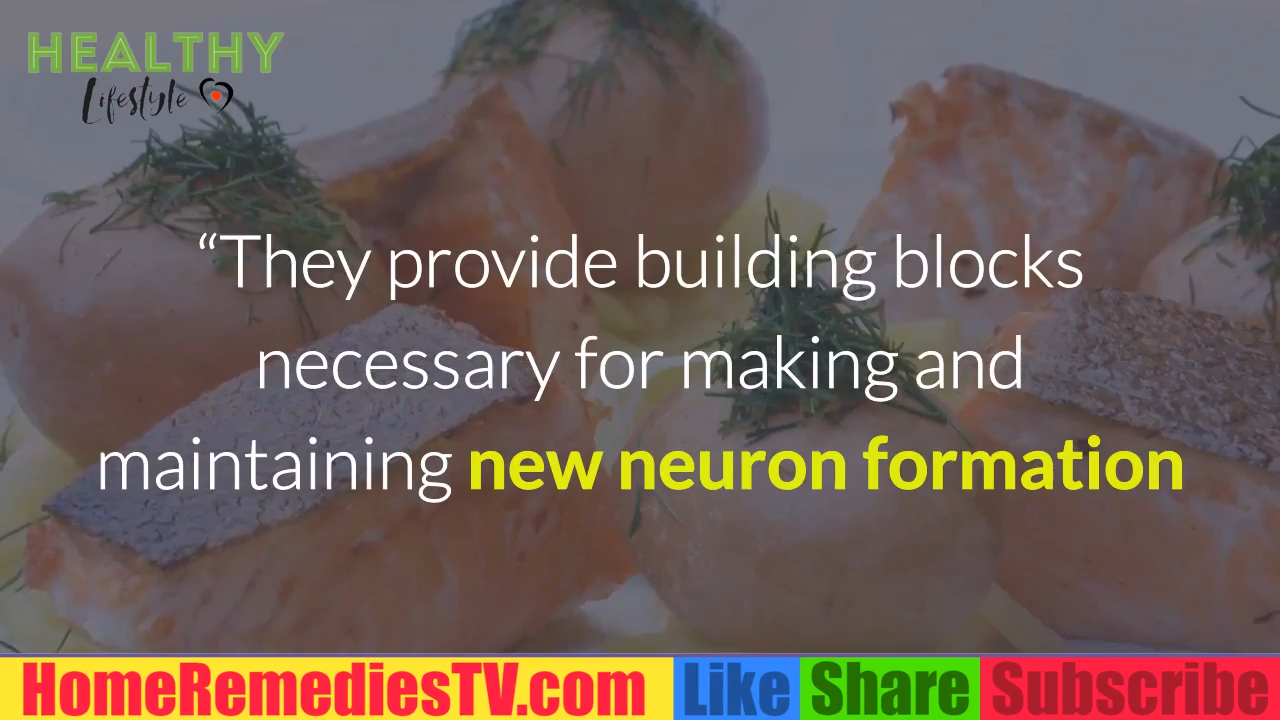 HEALTHY
Lifestyle
“They provide building blocks
necessary for making and
maintaining new neuron formation
HomeRemediesTV.com Like Share Subscribe